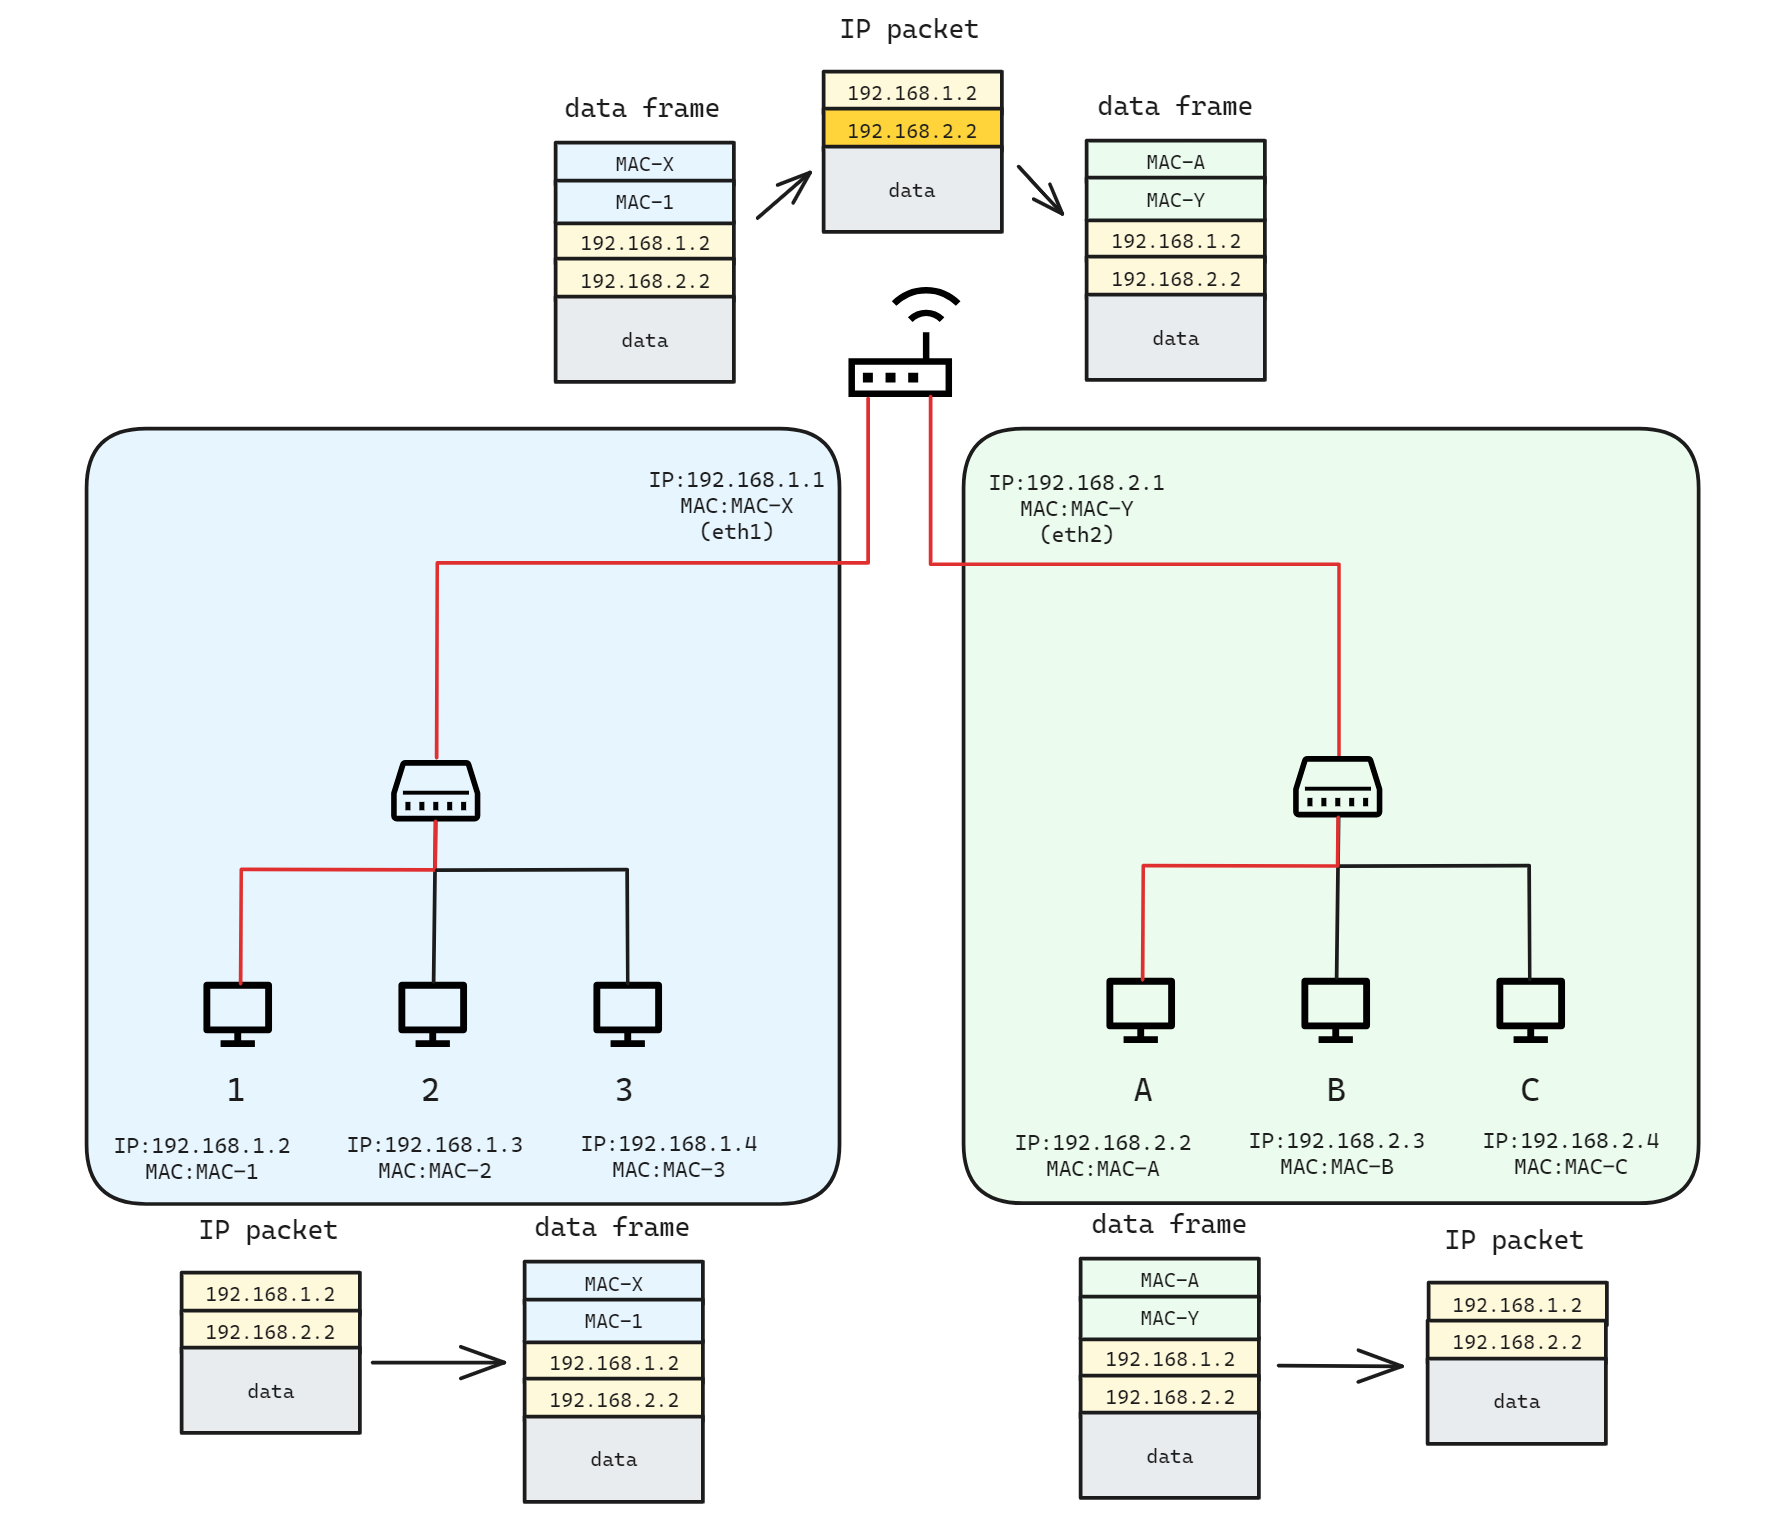 IP packet
192.168.1.2
192.168.2.2
data
data frame
MAC-X
MAC-1
192.168.1.2
192.168.2.2
data
data frame
MAC-A
MAC-Y
192.168.1.2
192.168.2.2
data
IP:192.168.1.1
MAC:MAC-X
(eth1)
IP:192.168.2.1
MAC:MAC-Y
(eth2)
1
2
3
IP:192.168.1.2
MAC:MAC-1
IP:192.168.1.3
MAC:MAC-2
IP:192.168.1.4
MAC:MAC-3
A
B
C
IP:192.168.2.2
MAC:MAC-A
IP:192.168.2.3
MAC:MAC-B
IP:192.168.2.4
MAC:MAC-C
IP packet
192.168.1.2
192.168.2.2
data
data frame
MAC-X
MAC-1
192.168.1.2
192.168.2.2
data
data frame
MAC-A
MAC-Y
192.168.1.2
192.168.2.2
data
IP packet
192.168.1.2
192.168.2.2
data